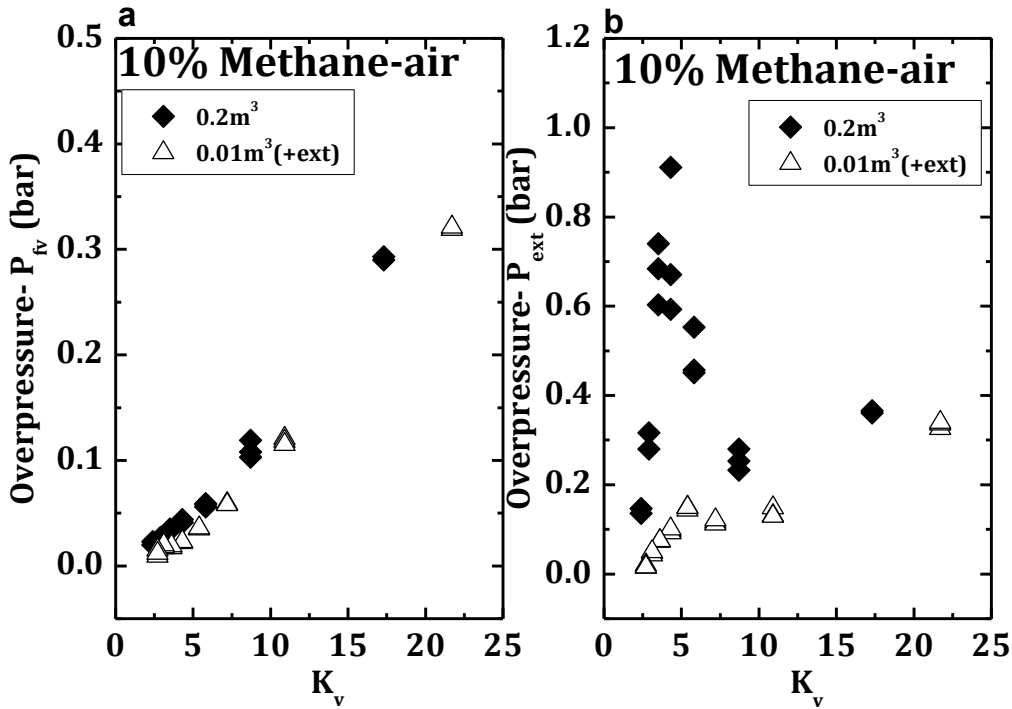 a
10% Methane-air
0.2m³
0.01m³(+ext)
Overpressure- P_fv (bar)
0.5
0.4
0.3
0.2
0.1
0.0
0 5 10 15 20 25
K_v
b
10% Methane-air
0.2m³
0.01m³(+ext)
Overpressure- P_ext (bar)
1.2
1.0
0.8
0.6
0.4
0.2
0.0
0 5 10 15 20 25
K_v